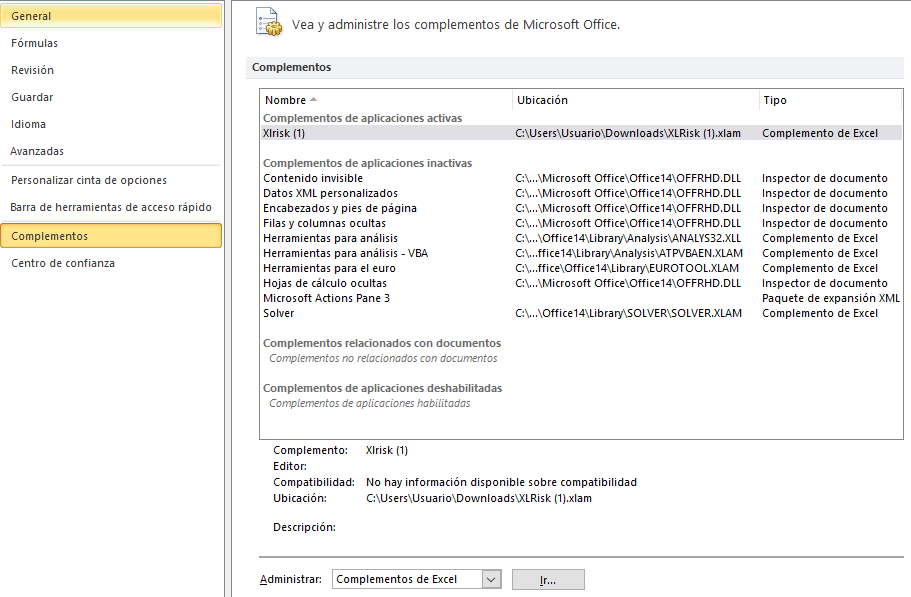 General
Fórmulas
Revisión
Guardar
Idioma
Avanzadas
Personalizar cinta de opciones
Barra de herramientas de acceso rápido
Complementos
Centro de confianza
Vea y administre los complementos de Microsoft Office.
Complementos
Nombre Ubicación Tipo
Complementos de aplicaciones activas
Xlrisk (1) C:\Users\Usuario\Downloads\XLRisk (1).xlam Complemento de Excel
Complementos de aplicaciones inactivas
Contenido invisible C:\...\Microsoft Office\Office14\OFFRHD.DLL Inspector de documento
Datos XML personalizados C:\...\Microsoft Office\Office14\OFFRHD.DLL Inspector de documento
Encabezados y pies de página C:\...\Microsoft Office\Office14\OFFRHD.DLL Inspector de documento
Filas y columnas ocultas C:\...\Microsoft Office\Office14\OFFRHD.DLL Inspector de documento
Herramientas para análisis C:\...\Office14\Library\Analysis\ANALYS32.XLL Complemento de Excel
Herramientas para análisis - VBA C:\...ffice14\Library\Analysis\ATPVBAEN.XLAM Complemento de Excel
Herramientas para el euro C:\...ffice\Office14\Library\EUROTOOL.XLAM Complemento de Excel
Hojas de cálculo ocultas C:\...\Microsoft Office\Office14\OFFRHD.DLL Inspector de documento
Microsoft Actions Pane 3 Paquete de expansión XML
Solver C:\...\Office14\Library\SOLVER\SOLVER.XLAM Complemento de Excel
Complementos relacionados con documentos
Complementos no relacionados con documentos
Complementos de aplicaciones deshabilitadas
Complementos de aplicaciones habilitadas
Complemento: Xlrisk (1)
Editor:
Compatibilidad: No hay información disponible sobre compatibilidad
Ubicación: C:\Users\Usuario\Downloads\XLRisk (1).xlam
Descripción:
Administrar: Complementos de Excel Ir...